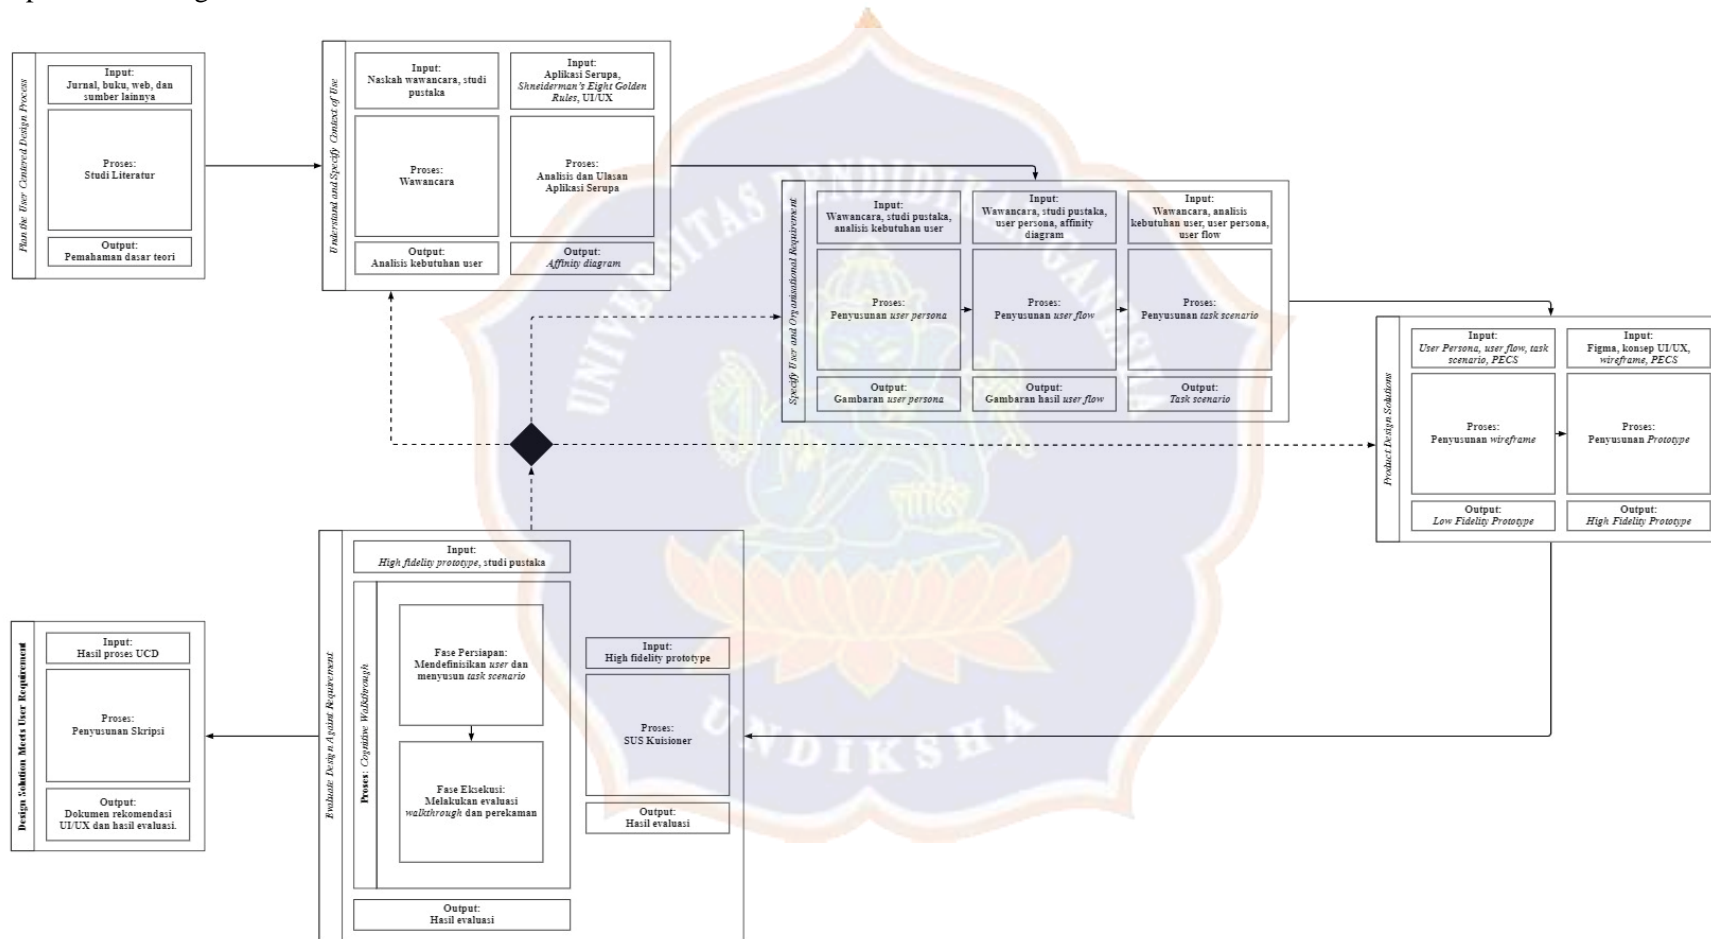 Plan the User Centered Design Process
Input:
Jurnal, buku, web, dan
sumber lainnya
Proses:
Studi Literatur
Output:
Pemahaman dasar teori
Understand and Specify Context of Use
Input:
Naskah wawancara, studi
pustaka
Proses:
Wawancara
Output:
Analisis kebutuhan user
Input:
Aplikasi Serupa,
Shneiderman's Eight Golden
Rules, UI/UX
Proses:
Analisis dan Ulasan
Aplikasi Serupa
Output:
Affinity diagram
Specify User and Organisational Requirement
Input:
Wawancara, studi pustaka,
analisis kebutuhan user
Proses:
Penyusunan user persona
Output:
Gambaran user persona
Input:
Wawancara, studi pustaka,
user persona, affinity
diagram
Proses:
Penyusunan user flow
Output:
Gambaran hasil user flow
Input:
Wawancara, analisis
kebutuhan user, user persona,
user flow
Proses:
Penyusunan task scenario
Output:
Task scenario
Product Design Solutions
Input:
User Persona, user flow, task
scenario, PECS
Proses:
Penyusunan wireframe
Output:
Low Fidelity Prototype
Input:
Figma, konsep UI/UX,
wireframe, PECS
Proses:
Penyusunan Prototype
Output:
High Fidelity Prototype
Evaluate Design Againt Requirement
Input:
High fidelity prototype, studi pustaka
Proses: Cognitive Walkthrough
Fase Persiapan:
Mendefinisikan user dan
menyusun task scenario
Fase Eksekusi:
Melakukan evaluasi
walkthrough dan perekaman
Output:
Hasil evaluasi
Input:
High fidelity prototype
Proses:
SUS Kuisioner
Output:
Hasil evaluasi
Design Solution Meets User Requirement
Input:
Hasil proses UCD
Proses:
Penyusunan Skripsi
Output:
Dokumen rekomendasi
UI/UX dan hasil evaluasi.
UNIVERSITAS PENDIDIKAN GANESHA
UNDIKSHA